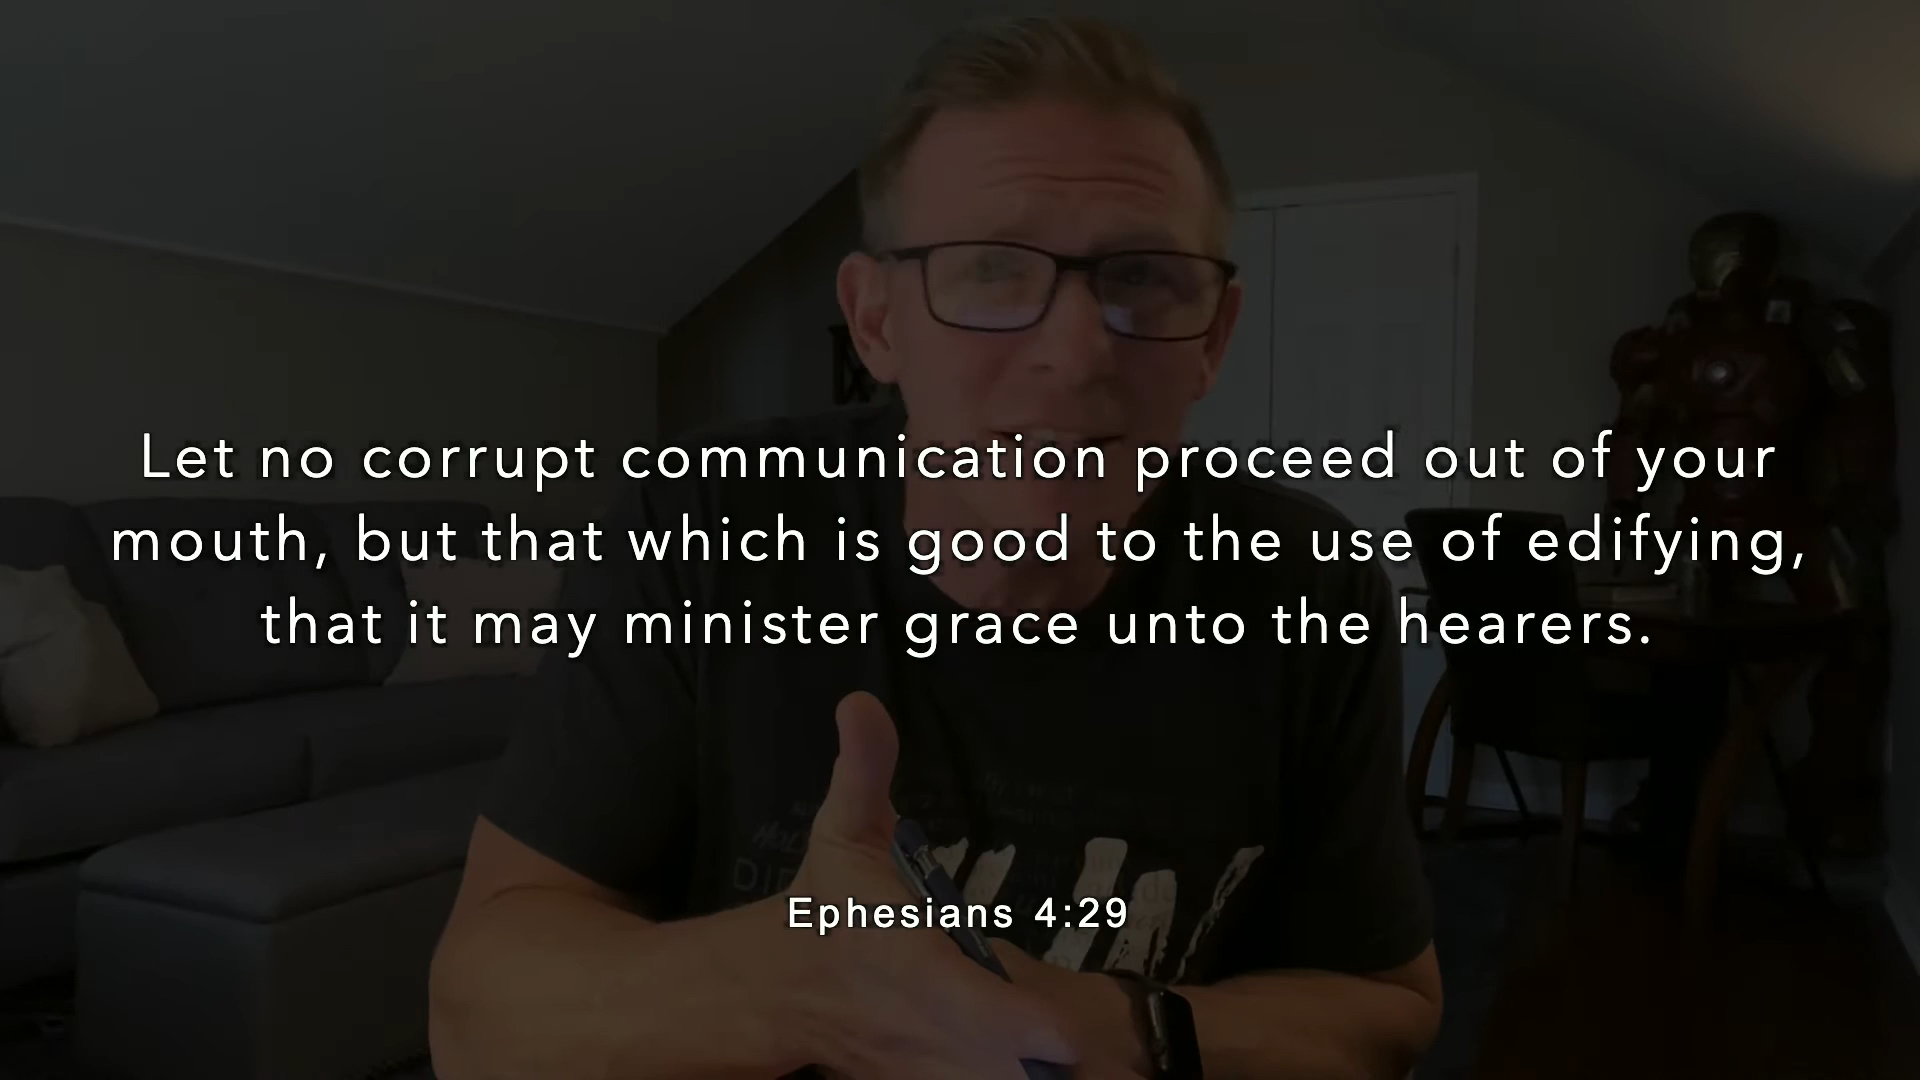 Let no corrupt communication proceed out of your
mouth, but that which is good to the use of edifying,
that it may minister grace unto the hearers.
Ephesians 4:29